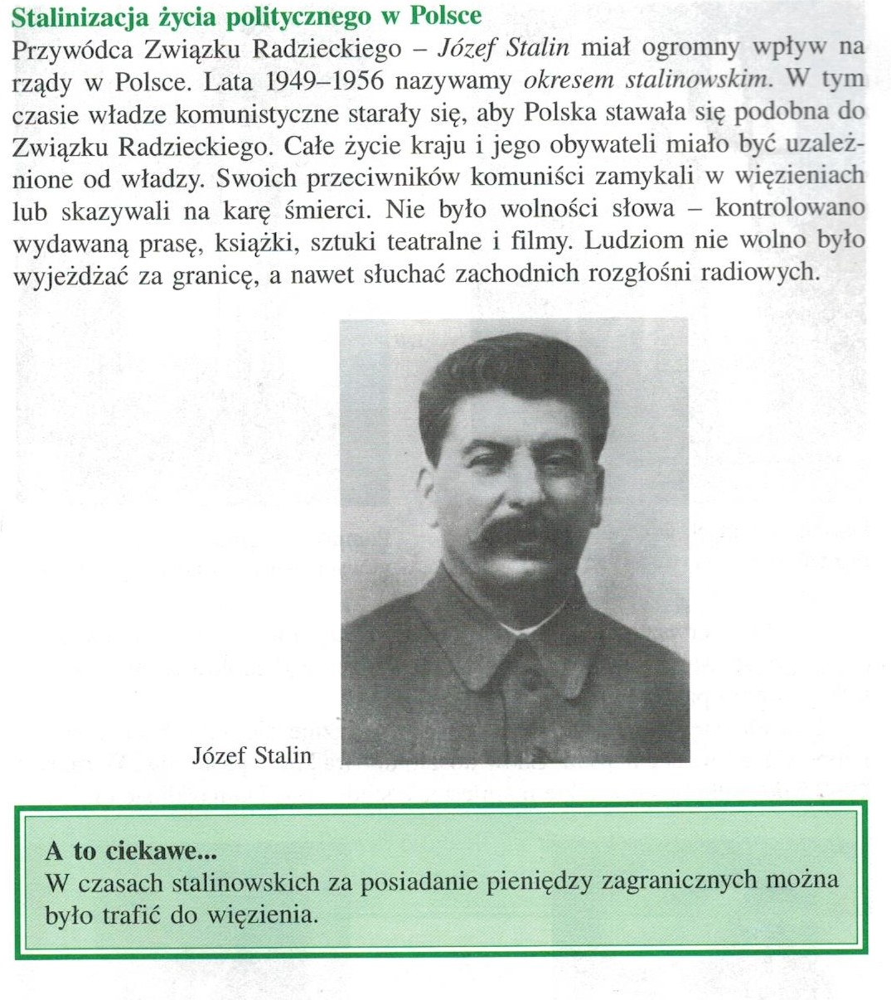 Stalinizacja życia politycznego w Polsce
Przywódca Związku Radzieckiego – Józef Stalin miał ogromny wpływ na
rządy w Polsce. Lata 1949–1956 nazywamy okresem stalinowskim. W tym
czasie władze komunistyczne starały się, aby Polska stawała się podobna do
Związku Radzieckiego. Całe życie kraju i jego obywateli miało być uzależ-
nione od władzy. Swoich przeciwników komuniści zamykali w więzieniach
lub skazywali na karę śmierci. Nie było wolności słowa – kontrolowano
wydawaną prasę, książki, sztuki teatralne i filmy. Ludziom nie wolno było
wyjeżdżać za granicę, a nawet słuchać zachodnich rozgłośni radiowych.
Józef Stalin
A to ciekawe...
W czasach stalinowskich za posiadanie pieniędzy zagranicznych można
było trafić do więzienia.